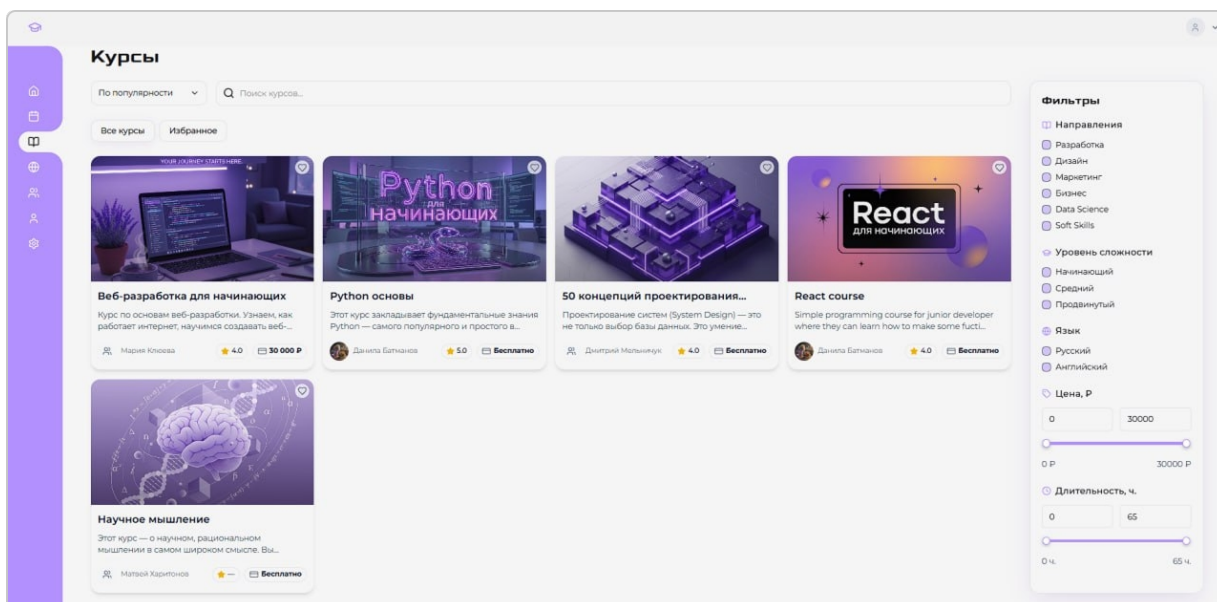 Курсы
По популярности
Поиск курсов...
Все курсы
Избранное
YOUR JOURNEY STARTS HERE.
Веб-разработка для начинающих
Курс по основам веб-разработки. Узнаем, как
работает интернет, научимся создавать веб-...
Мария Клюева
4.0
30 000 ₽
Python
для
начинающих
Python основы
Этот курс закладывает фундаментальные знания
Python — самого популярного и простого в...
Данила Батманов
5.0
Бесплатно
50 концепций проектирования...
Проектирование систем (System Design) — это
не только выбор базы данных. Это умение...
Дмитрий Мельничук
4.0
Бесплатно
React
для начинающих
React course
Simple programming course for junior developer
where they can learn how to make some fucti...
Данила Батманов
4.0
Бесплатно
Научное мышление
Этот курс — о научном, рациональном
мышлении в самом широком смысле. Вы...
Матвей Харитонов
—
Бесплатно
Фильтры
Направления
Разработка
Дизайн
Маркетинг
Бизнес
Data Science
Soft Skills
Уровень сложности
Начинающий
Средний
Продвинутый
Язык
Русский
Английский
Цена, ₽
0
30000
0 ₽
30000 ₽
Длительность, ч.
0
65
0 ч.
65 ч.